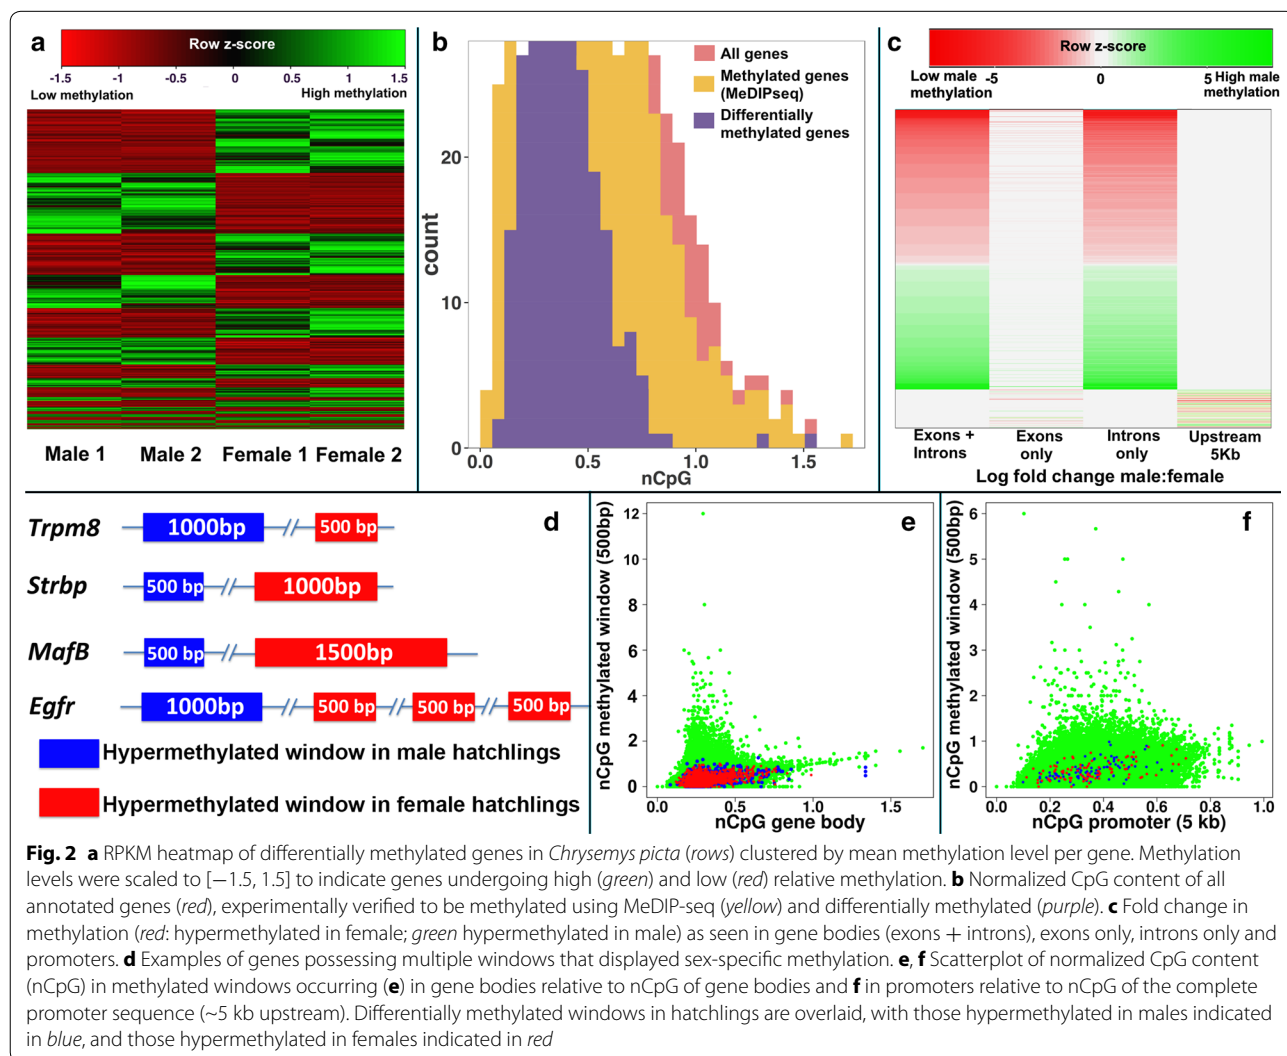 a
Row z-score
-1.5 -1 -0.5 0 0.5 1 1.5
Low methylation High methylation
Male 1 Male 2 Female 1 Female 2
b
All genes
Methylated genes
(MeDIPseq)
Differentially
methylated genes
count
20
10
0
0.0 0.5 1.0 1.5
nCpG
c
Row z-score
Low male -5 0 5 High male
methylation methylation
Exons + Exons Introns Upstream
Introns only only 5Kb
Log fold change male:female
d
Trpm8 1000bp // 500 bp
Strbp 500 bp // 1000bp
MafB 500 bp // 1500bp
Egfr 1000bp // 500 bp // 500 bp // 500 bp
Hypermethylated window in male hatchlings
Hypermethylated window in female hatchlings
e
nCpG methylated window (500bp)
12
10
8
6
4
2
0
0.0 0.5 1.0 1.5
nCpG gene body
f
nCpG methylated window (500bp)
6
5
4
3
2
1
0
0.0 0.2 0.4 0.6 0.8 1.0
nCpG promoter (5 kb)
Fig. 2 a RPKM heatmap of differentially methylated genes in Chrysemys picta (rows) clustered by mean methylation level per gene. Methylation
levels were scaled to [−1.5, 1.5] to indicate genes undergoing high (green) and low (red) relative methylation. b Normalized CpG content of all
annotated genes (red), experimentally verified to be methylated using MeDIP-seq (yellow) and differentially methylated (purple). c Fold change in
methylation (red: hypermethylated in female; green hypermethylated in male) as seen in gene bodies (exons + introns), exons only, introns only and
promoters. d Examples of genes possessing multiple windows that displayed sex-specific methylation. e, f Scatterplot of normalized CpG content
(nCpG) in methylated windows occurring (e) in gene bodies relative to nCpG of gene bodies and f in promoters relative to nCpG of the complete
promoter sequence (~5 kb upstream). Differentially methylated windows in hatchlings are overlaid, with those hypermethylated in males indicated
in blue, and those hypermethylated in females indicated in red